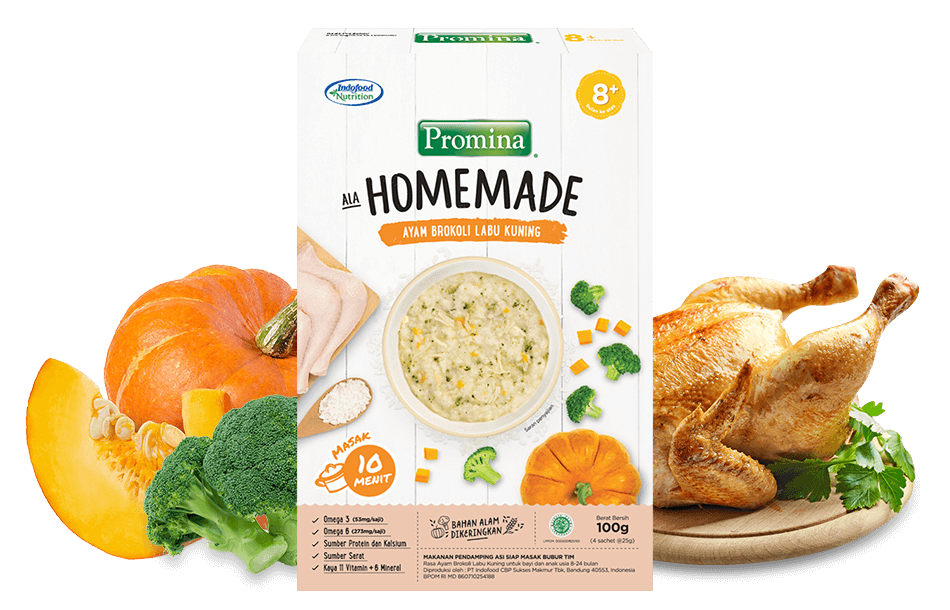 Promina
8+
Indofood
Nutrition
8+
Promina
ALA HOMEMADE
AYAM BROKOLI LABU KUNING
Saran penyajian
MASAK
10
MENIT
✓ Omega 3 (53mg/saji)
✓ Omega 6 (273mg/saji)
✓ Sumber Protein dan Kalsium
✓ Sumber Serat
✓ Kaya 11 Vitamin + 6 Mineral
BAHAN ALAM
DIKERINGKAN
Berat Bersih
100g
(4 sachet @25g)
MAKANAN PENDAMPING ASI SIAP MASAK BUBUR TIM
Rasa Ayam Brokoli Labu Kuning untuk bayi dan anak usia 8-24 bulan
Diproduksi oleh : PT Indofood CBP Sukses Makmur Tbk, Bandung 40553, Indonesia
BPOM RI MD 860710254188